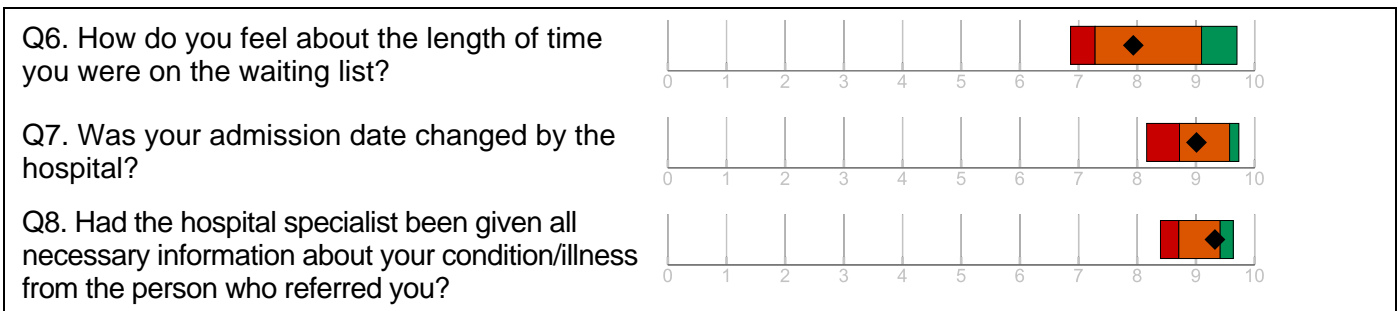 Q6. How do you feel about the length of time
you were on the waiting list?
0 1 2 3 4 5 6 7 8 9 10
Q7. Was your admission date changed by the
hospital?
0 1 2 3 4 5 6 7 8 9 10
Q8. Had the hospital specialist been given all
necessary information about your condition/illness
from the person who referred you?
0 1 2 3 4 5 6 7 8 9 10